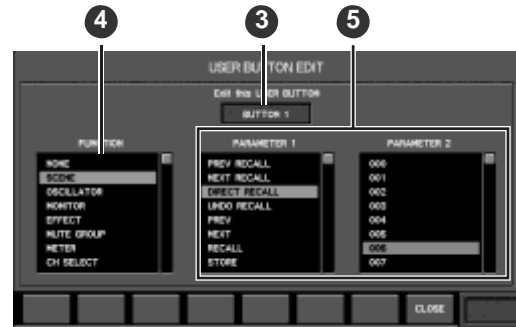 4
3
5
USER BUTTON EDIT
Edit this USER BUTTON
BUTTON 1
FUNCTION
NONE
SCENE
OSCILLATOR
MONITOR
EFFECT
MUTE GROUP
METER
CH SELECT
PARAMETER 1
PREV RECALL
NEXT RECALL
DIRECT RECALL
UNDO RECALL
PREV
NEXT
RECALL
STORE
PARAMETER 2
000
001
002
003
004
005
006
007
CLOSE